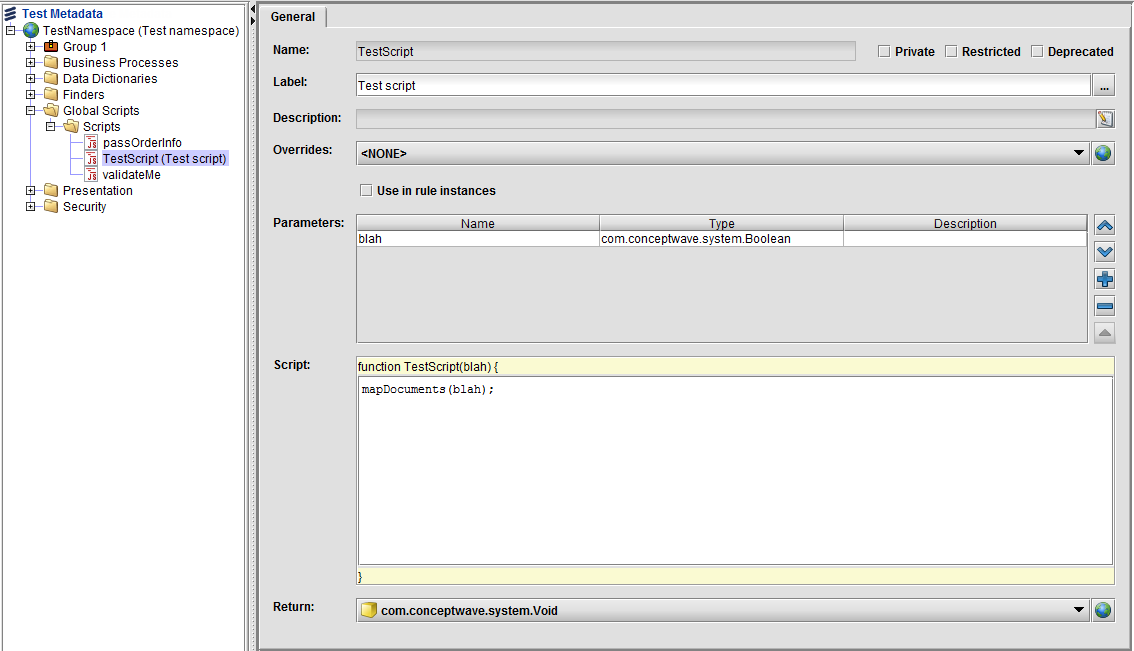 Test Metadata
TestNamespace (Test namespace)
Group 1
Business Processes
Data Dictionaries
Finders
Global Scripts
Scripts
passOrderInfo
TestScript (Test script)
validateMe
Presentation
Security
General
Name: TestScript Private Restricted Deprecated
Label: Test script ...
Description:
Overrides: <NONE>
Use in rule instances
Parameters: Name Type Description
blah com.conceptwave.system.Boolean
Script: function TestScript(blah) {
mapDocuments(blah);
}
Return: com.conceptwave.system.Void